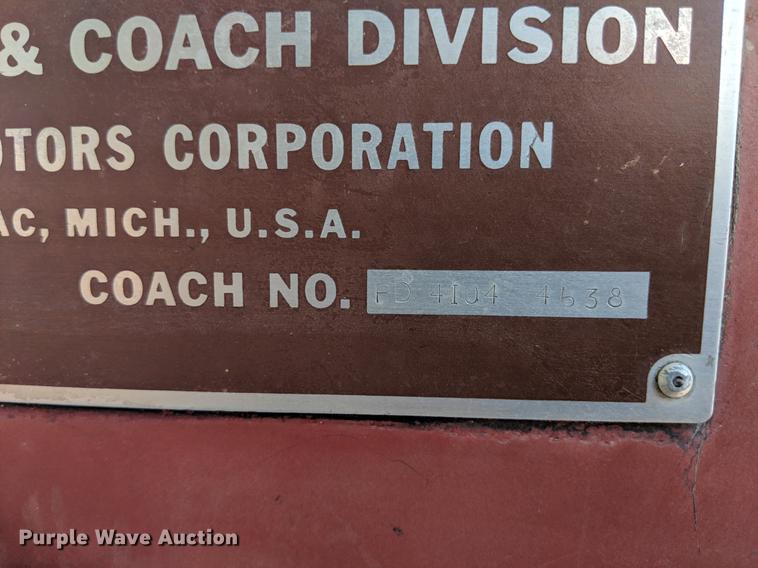 & COACH DIVISION
OTORS CORPORATION
AC, MICH., U.S.A.
COACH NO. PD 4104 4638
Purple Wave Auction